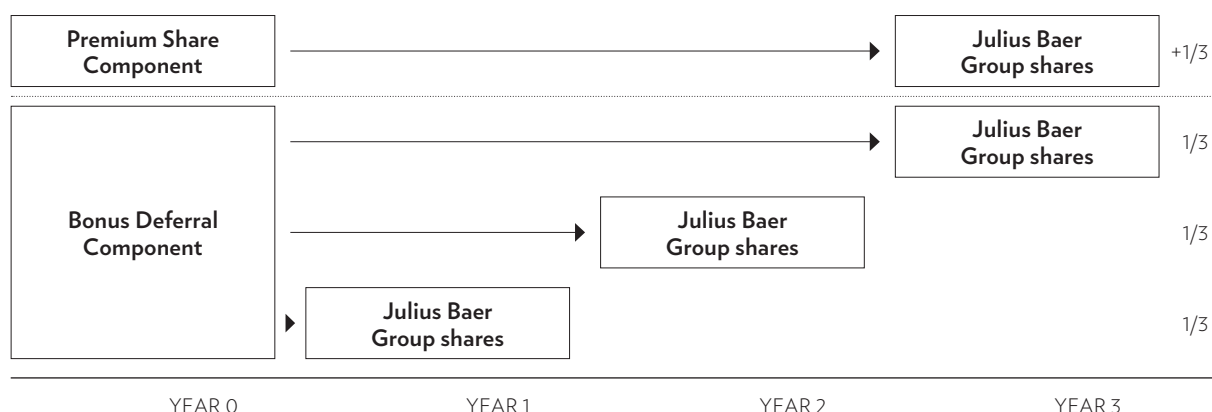 Premium Share
Component
Julius Baer
Group shares
+1/3
Julius Baer
Group shares
1/3
Bonus Deferral
Component
Julius Baer
Group shares
1/3
Julius Baer
Group shares
1/3
YEAR 0
YEAR 1
YEAR 2
YEAR 3